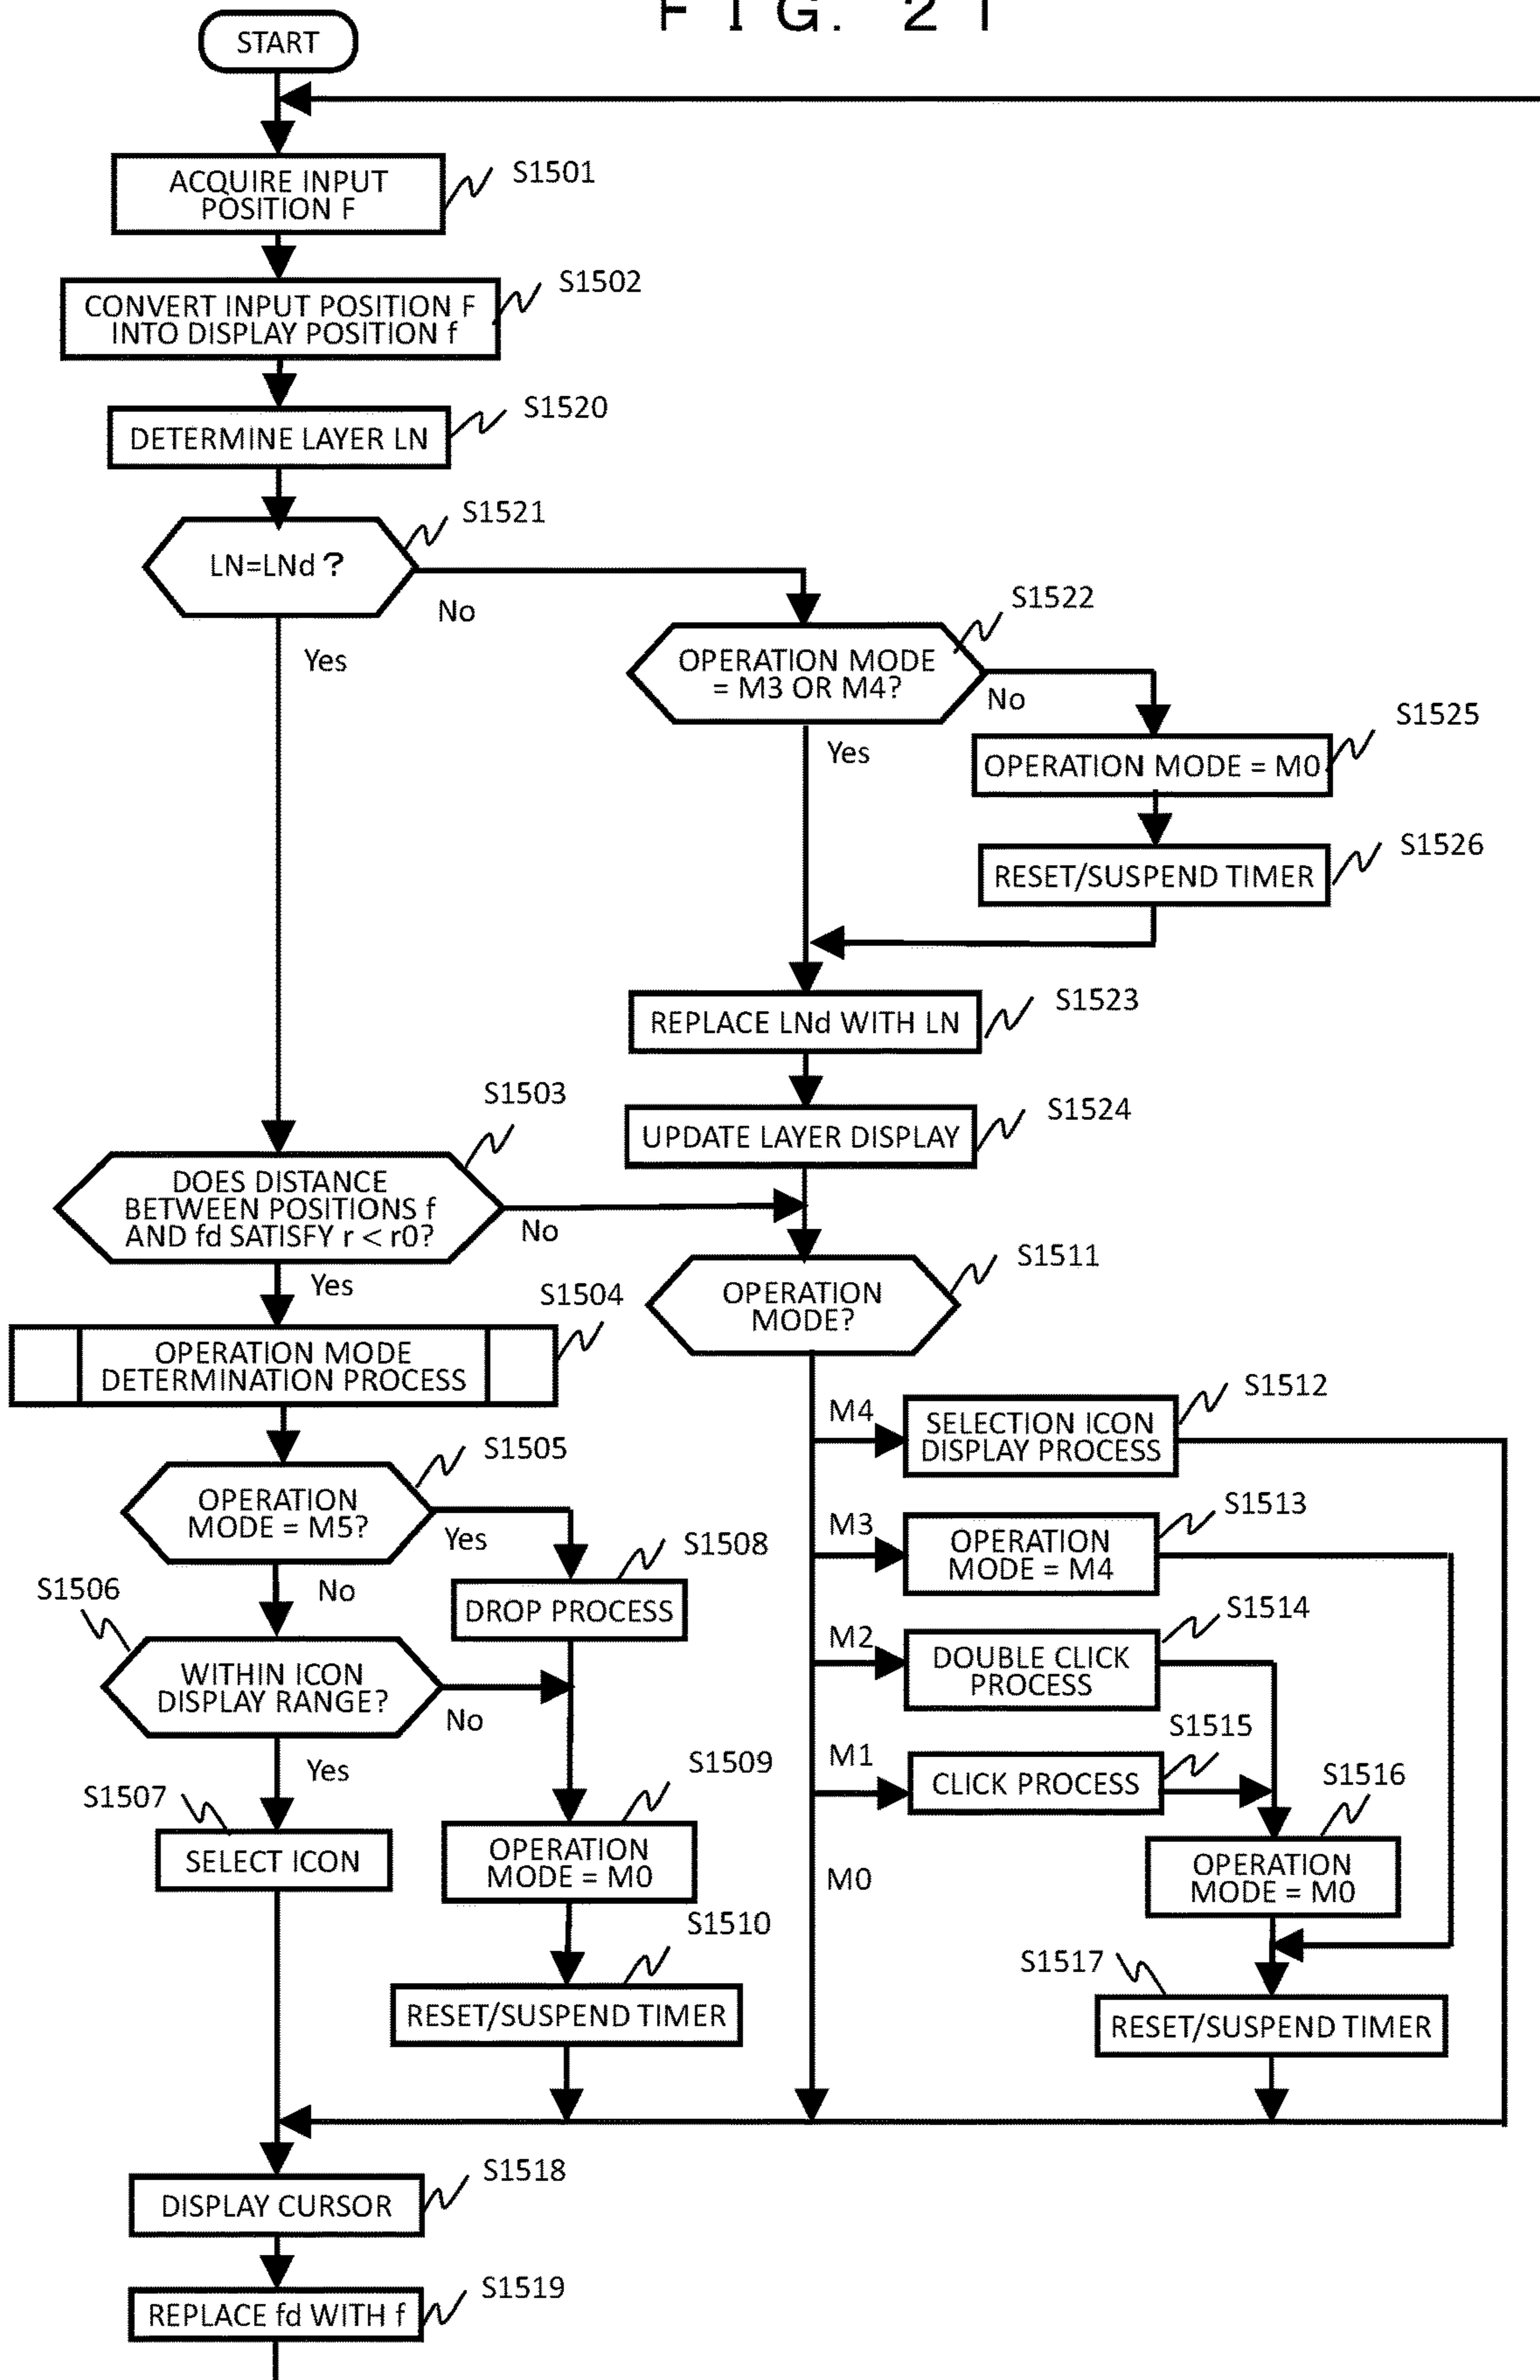 FIG. 21
START
ACQUIRE INPUT
POSITION F
S1501
CONVERT INPUT POSITION F
INTO DISPLAY POSITION f
S1502
DETERMINE LAYER LN
S1520
LN=LNd ?
S1521
No
Yes
OPERATION MODE
= M3 OR M4?
S1522
No
Yes
OPERATION MODE = M0
S1525
RESET/SUSPEND TIMER
S1526
REPLACE LNd WITH LN
S1523
UPDATE LAYER DISPLAY
S1524
S1503
DOES DISTANCE
BETWEEN POSITIONS f
AND fd SATISFY r < r0?
No
Yes
S1504
OPERATION MODE
DETERMINATION PROCESS
S1505
OPERATION
MODE = M5?
Yes
No
S1508
DROP PROCESS
S1506
WITHIN ICON
DISPLAY RANGE?
No
Yes
S1507
SELECT ICON
S1509
OPERATION
MODE = M0
S1510
RESET/SUSPEND TIMER
S1511
OPERATION
MODE?
M4
SELECTION ICON
DISPLAY PROCESS
S1512
M3
OPERATION
MODE = M4
S1513
M2
DOUBLE CLICK
PROCESS
S1514
M1
CLICK PROCESS
S1515
M0
S1516
OPERATION
MODE = M0
S1517
RESET/SUSPEND TIMER
DISPLAY CURSOR
S1518
REPLACE fd WITH f
S1519